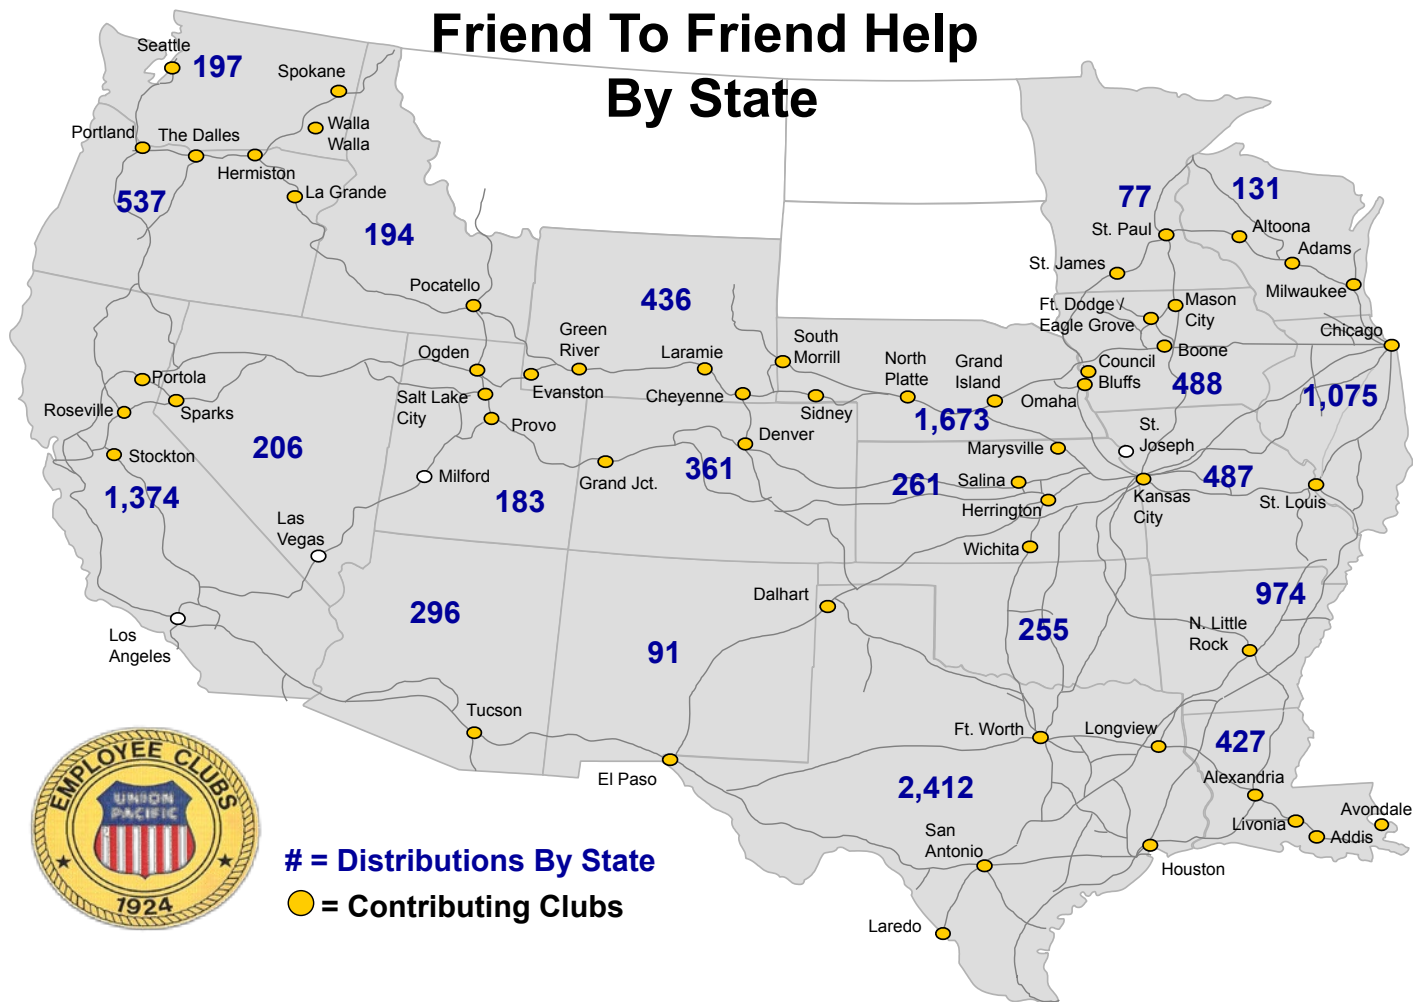 Friend To Friend Help
By State
Seattle
197
Spokane
Walla
Walla
Portland
The Dalles
Hermiston
La Grande
537
194
77
131
St. Paul
Altoona
Adams
St. James
Milwaukee
Pocatello
436
Ft. Dodge /
Eagle Grove
Mason
City
Chicago
Green
River
Laramie
South
Morrill
North
Platte
Grand
Island
Boone
Council
Bluffs
Ogden
Evanston
Cheyenne
Sidney
Omaha
488
1,075
Portola
Roseville
Sparks
Salt Lake
City
Provo
1,673
St.
Joseph
Denver
Marysville
206
Stockton
Milford
Grand Jct.
361
261
Salina
487
1,374
183
Herrington
Kansas
City
St. Louis
Las
Vegas
Wichita
Dalhart
974
296
91
255
N. Little
Rock
Los
Angeles
Tucson
Ft. Worth
Longview
427
El Paso
2,412
Alexandria
Avondale
Livonia
Addis
San
Antonio
Houston
Laredo
EMPLOYEE CLUBS
UNION
PACIFIC
1924
# = Distributions By State
= Contributing Clubs